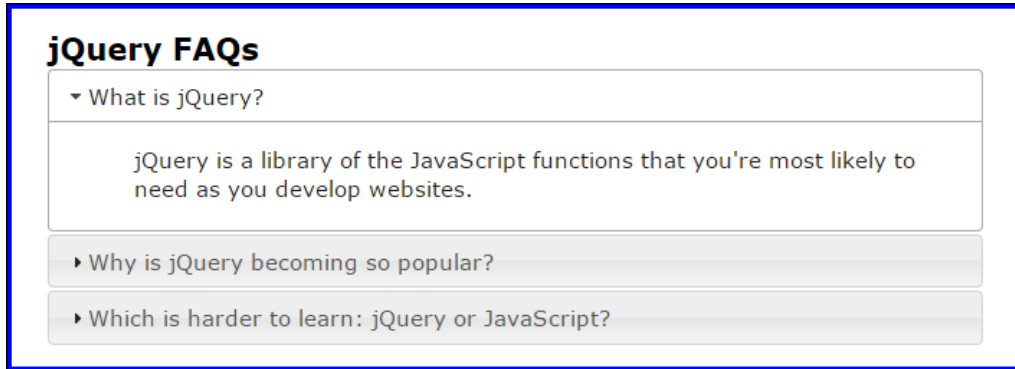 jQuery FAQs
What is jQuery?
jQuery is a library of the JavaScript functions that you're most likely to
need as you develop websites.
Why is jQuery becoming so popular?
Which is harder to learn: jQuery or JavaScript?